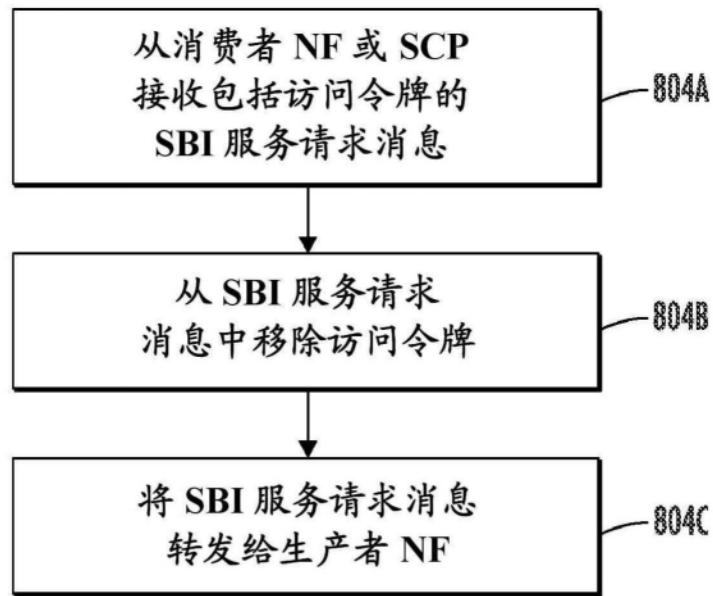 从消费者 NF 或 SCP
接收包括访问令牌的
SBI 服务请求消息
804A
从 SBI 服务请求
消息中移除访问令牌
804B
将 SBI 服务请求消息
转发给生产者 NF
804C